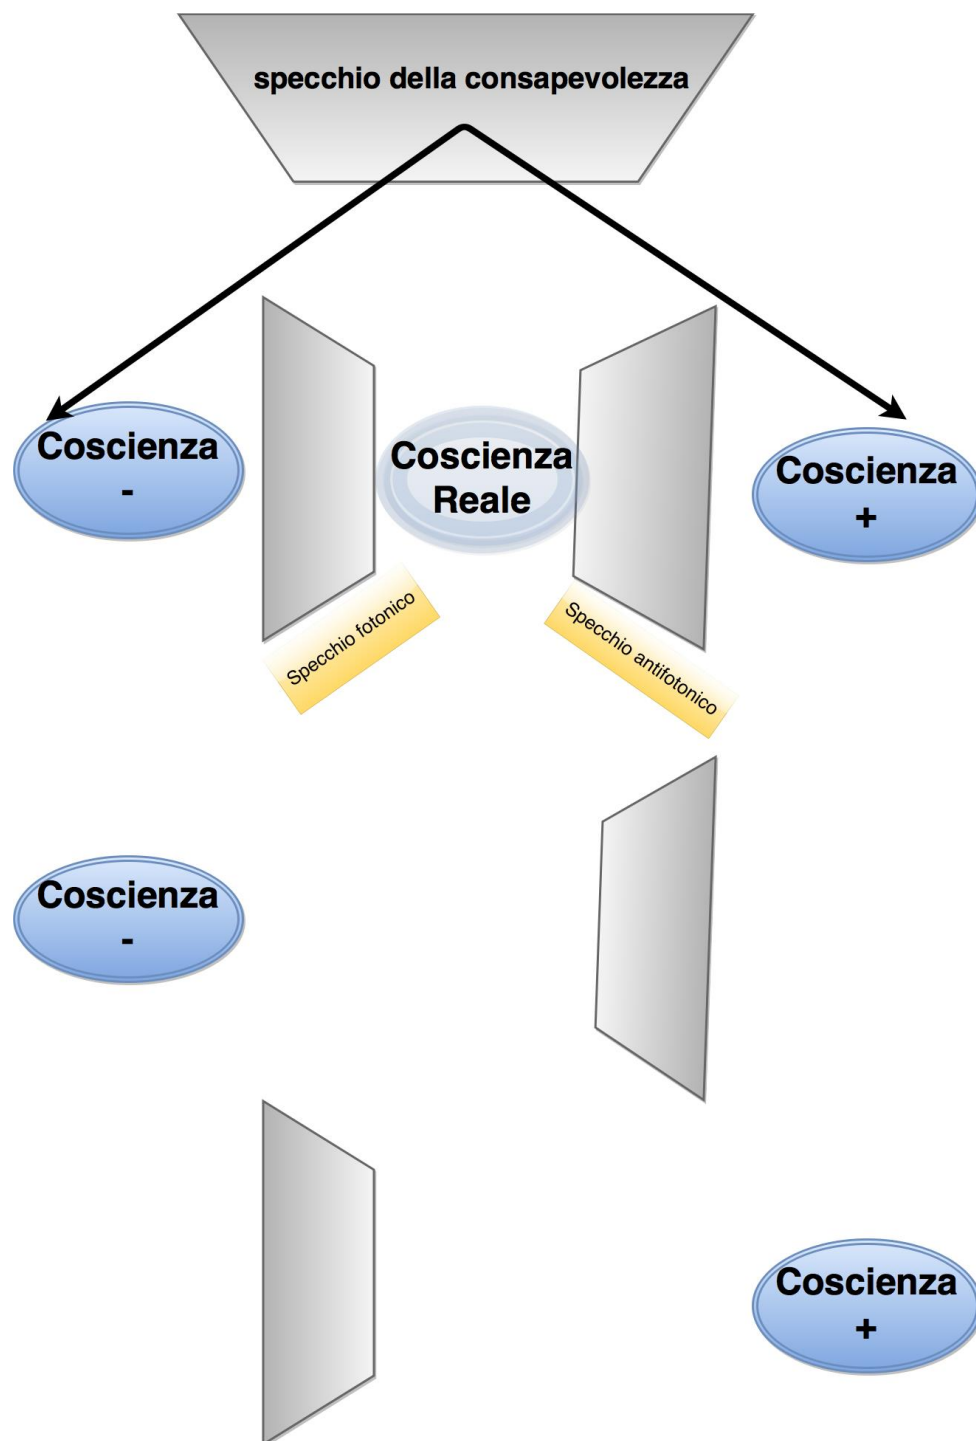 specchio della consapevolezza
Coscienza
-
Coscienza
Reale
Coscienza
+
Specchio fotonico
Specchio antifotonico
Coscienza
-
Coscienza
+